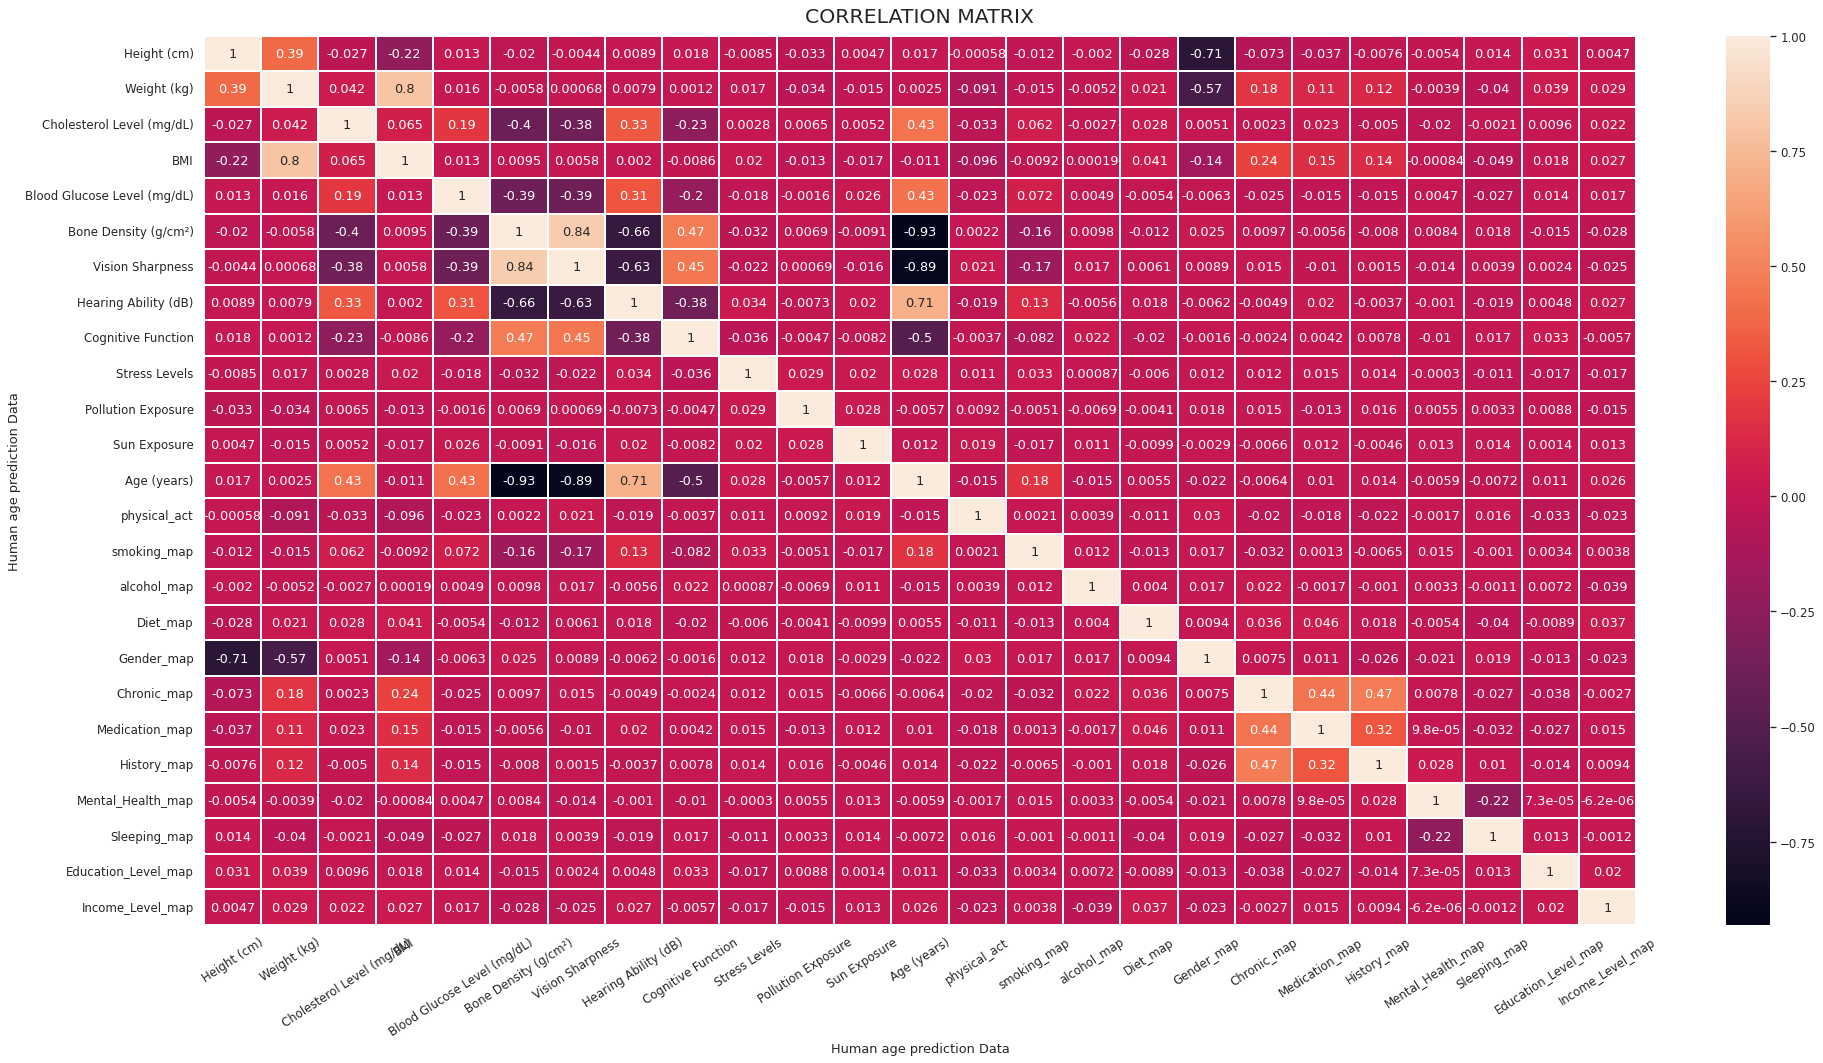 CORRELATION MATRIX
Height (cm) 1 0.39 -0.027 -0.22 0.013 -0.02 -0.0044 0.0089 0.018 -0.0085 -0.033 0.0047 0.017 -0.00058 -0.012 -0.002 -0.028 -0.71 -0.073 -0.037 -0.0076 -0.0054 0.014 0.031 0.0047
Weight (kg) 0.39 1 0.042 0.8 0.016 -0.0058 0.00068 0.0079 0.0012 0.017 -0.034 -0.015 0.0025 -0.091 -0.015 -0.0052 0.021 -0.57 0.18 0.11 0.12 -0.0039 -0.04 0.039 0.029
Cholesterol Level (mg/dL) -0.027 0.042 1 0.065 0.19 -0.4 -0.38 0.33 -0.23 0.0028 0.0065 0.0052 0.43 -0.033 0.062 -0.0027 0.028 0.0051 0.0023 0.023 -0.005 -0.02 -0.0021 0.0096 0.022
BMI -0.22 0.8 0.065 1 0.013 0.0095 0.0058 0.002 -0.0086 0.02 -0.013 -0.017 -0.011 -0.096 -0.0092 0.00019 0.041 -0.14 0.24 0.15 0.14 -0.00084 -0.049 0.018 0.027
Blood Glucose Level (mg/dL) 0.013 0.016 0.19 0.013 1 -0.39 -0.39 0.31 -0.2 -0.018 -0.0016 0.026 0.43 -0.023 0.072 0.0049 -0.0054 -0.0063 -0.025 -0.015 -0.015 0.0047 -0.027 0.014 0.017
Bone Density (g/cm²) -0.02 -0.0058 -0.4 0.0095 -0.39 1 0.84 -0.66 0.47 -0.032 0.0069 -0.0091 -0.93 0.0022 -0.16 0.0098 -0.012 0.025 0.0097 -0.0056 -0.008 0.0084 0.018 -0.015 -0.028
Vision Sharpness -0.0044 0.00068 -0.38 0.0058 -0.39 0.84 1 -0.63 0.45 -0.022 0.00069 -0.016 -0.89 0.021 -0.17 0.017 0.0061 0.0089 0.015 -0.01 0.0015 -0.014 0.0039 0.0024 -0.025
Hearing Ability (dB) 0.0089 0.0079 0.33 0.002 0.31 -0.66 -0.63 1 -0.38 0.034 -0.0073 0.02 0.71 -0.019 0.13 -0.0056 0.018 -0.0062 -0.0049 0.02 -0.0037 -0.001 -0.019 0.0048 0.027
Cognitive Function 0.018 0.0012 -0.23 -0.0086 -0.2 0.47 0.45 -0.38 1 -0.036 -0.0047 -0.0082 -0.5 -0.0037 -0.082 0.022 -0.02 -0.0016 -0.0024 0.0042 0.0078 -0.01 0.017 0.033 -0.0057
Stress Levels -0.0085 0.017 0.0028 0.02 -0.018 -0.032 -0.022 0.034 -0.036 1 0.029 0.02 0.028 0.011 0.033 0.00087 -0.006 0.012 0.012 0.015 0.014 -0.0003 -0.011 -0.017 -0.017
Pollution Exposure -0.033 -0.034 0.0065 -0.013 -0.0016 0.0069 0.00069 -0.0073 -0.0047 0.029 1 0.028 -0.0057 0.0092 -0.0051 -0.0069 -0.0041 0.018 0.015 -0.013 0.016 0.0055 0.0033 0.0088 -0.015
Sun Exposure 0.0047 -0.015 0.0052 -0.017 0.026 -0.0091 -0.016 0.02 -0.0082 0.02 0.028 1 0.012 0.019 -0.017 0.011 -0.0099 -0.0029 -0.0066 0.012 -0.0046 0.013 0.014 0.0014 0.013
Age (years) 0.017 0.0025 0.43 -0.011 0.43 -0.93 -0.89 0.71 -0.5 0.028 -0.0057 0.012 1 -0.015 0.18 -0.015 0.0055 -0.022 -0.0064 0.01 0.014 -0.0059 -0.0072 0.011 0.026
physical_act -0.00058 -0.091 -0.033 -0.096 -0.023 0.0022 0.021 -0.019 -0.0037 0.011 0.0092 0.019 -0.015 1 0.0021 0.0039 -0.011 0.03 -0.02 -0.018 -0.022 -0.0017 0.016 -0.033 -0.023
smoking_map -0.012 -0.015 0.062 -0.0092 0.072 -0.16 -0.17 0.13 -0.082 0.033 -0.0051 -0.017 0.18 0.0021 1 0.012 -0.013 0.017 -0.032 0.0013 -0.0065 0.015 -0.001 0.0034 0.0038
alcohol_map -0.002 -0.0052 -0.0027 0.00019 0.0049 0.0098 0.017 -0.0056 0.022 0.00087 -0.0069 0.011 -0.015 0.0039 0.012 1 0.004 0.017 0.022 -0.0017 -0.001 0.0033 -0.0011 0.0072 -0.039
Diet_map -0.028 0.021 0.028 0.041 -0.0054 -0.012 0.0061 0.018 -0.02 -0.006 -0.0041 -0.0099 0.0055 -0.011 -0.013 0.004 1 0.0094 0.036 0.046 0.018 -0.0054 -0.04 -0.0089 0.037
Gender_map -0.71 -0.57 0.0051 -0.14 -0.0063 0.025 0.0089 -0.0062 -0.0016 0.012 0.018 -0.0029 -0.022 0.03 0.017 0.017 0.0094 1 0.0075 0.011 -0.026 -0.021 0.019 -0.013 -0.023
Chronic_map -0.073 0.18 0.0023 0.24 -0.025 0.0097 0.015 -0.0049 -0.0024 0.012 0.015 -0.0066 -0.0064 -0.02 -0.032 0.022 0.036 0.0075 1 0.44 0.47 0.0078 -0.027 -0.038 -0.0027
Medication_map -0.037 0.11 0.023 0.15 -0.015 -0.0056 -0.01 0.02 0.0042 0.015 -0.013 0.012 0.01 -0.018 0.0013 -0.0017 0.046 0.011 0.44 1 0.32 9.8e-05 -0.032 -0.027 0.015
History_map -0.0076 0.12 -0.005 0.14 -0.015 -0.008 0.0015 -0.0037 0.0078 0.014 0.016 -0.0046 0.014 -0.022 -0.0065 -0.001 0.018 -0.026 0.47 0.32 1 0.028 0.01 -0.014 0.0094
Mental_Health_map -0.0054 -0.0039 -0.02 -0.00084 0.0047 0.0084 -0.014 -0.001 -0.01 -0.0003 0.0055 0.013 -0.0059 -0.0017 0.015 0.0033 -0.0054 -0.021 0.0078 9.8e-05 0.028 1 -0.22 7.3e-05 -6.2e-06
Sleeping_map 0.014 -0.04 -0.0021 -0.049 -0.027 0.018 0.0039 -0.019 0.017 -0.011 0.0033 0.014 -0.0072 0.016 -0.001 -0.0011 -0.04 0.019 -0.027 -0.032 0.01 -0.22 1 0.013 -0.0012
Education_Level_map 0.031 0.039 0.0096 0.018 0.014 -0.015 0.0024 0.0048 0.033 -0.017 0.0088 0.0014 0.011 -0.033 0.0034 0.0072 -0.0089 -0.013 -0.038 -0.027 -0.014 7.3e-05 0.013 1 0.02
Income_Level_map 0.0047 0.029 0.022 0.027 0.017 -0.028 -0.025 0.027 -0.0057 -0.017 -0.015 0.013 0.026 -0.023 0.0038 -0.039 0.037 -0.023 -0.0027 0.015 0.0094 -6.2e-06 -0.0012 0.02 1
Human age prediction Data
Height (cm)
Weight (kg)
Cholesterol Level (mg/dL)
BMI
Blood Glucose Level (mg/dL)
Bone Density (g/cm²)
Vision Sharpness
Hearing Ability (dB)
Cognitive Function
Stress Levels
Pollution Exposure
Sun Exposure
Age (years)
physical_act
smoking_map
alcohol_map
Diet_map
Gender_map
Chronic_map
Medication_map
History_map
Mental_Health_map
Sleeping_map
Education_Level_map
Income_Level_map
Human age prediction Data
1.00
0.75
0.50
0.25
0.00
−0.25
−0.50
−0.75